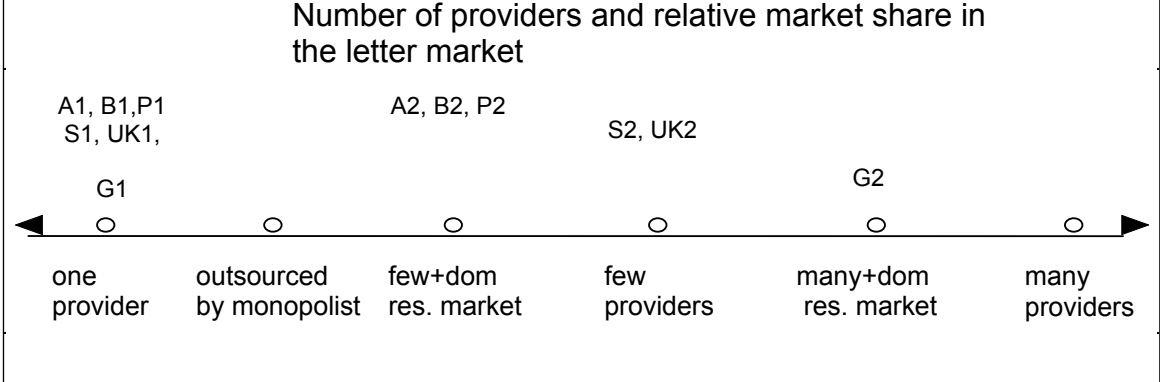 Number of providers and relative market share in
the letter market
A1, B1,P1
S1, UK1,
G1
A2, B2, P2
S2, UK2
G2
one
provider
outsourced
by monopolist
few+dom
res. market
few
providers
many+dom
res. market
many
providers